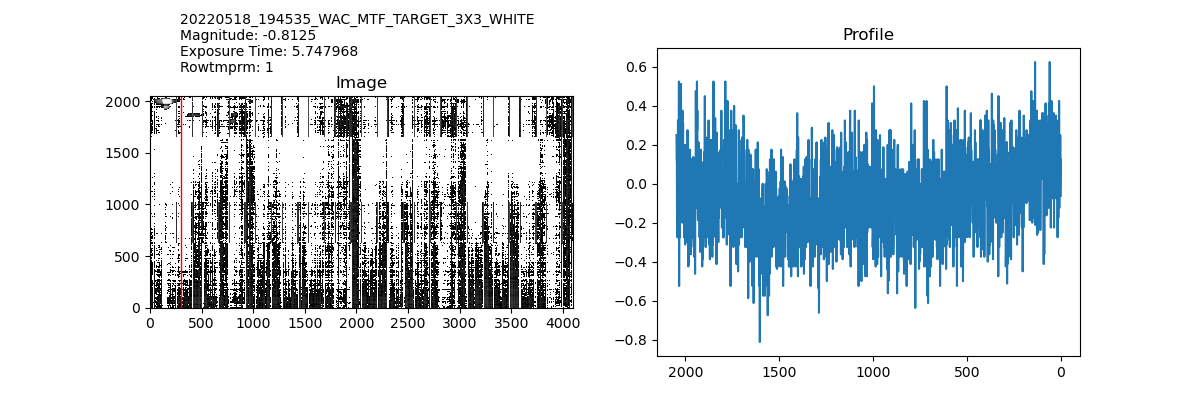 20220518_194535_WAC_MTF_TARGET_3X3_WHITE
Magnitude: -0.8125
Exposure Time: 5.747968
Rowtmprm: 1
Image
2000
1500
1000
500
0
0 500 1000 1500 2000 2500 3000 3500 4000
Profile
0.6
0.4
0.2
0.0
−0.2
−0.4
−0.6
−0.8
2000 1500 1000 500 0